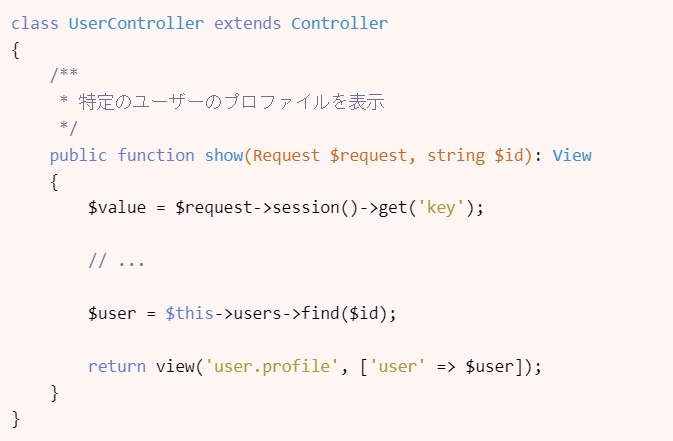 class UserController extends Controller
{
    /**
     * 特定のユーザーのプロファイルを表示
     */
    public function show(Request $request, string $id): View
    {
        $value = $request->session()->get('key');

        // ...

        $user = $this->users->find($id);

        return view('user.profile', ['user' => $user]);
    }
}